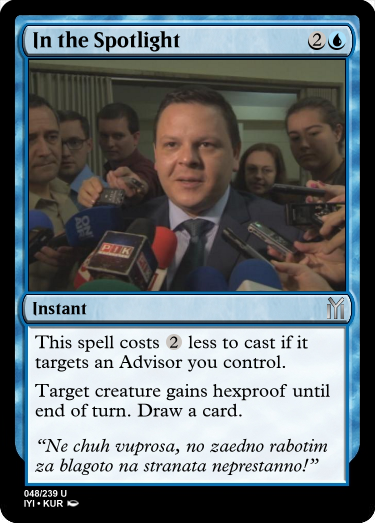 In the Spotlight 2
ON
AIR
Instant
This spell costs 2 less to cast if it
targets an Advisor you control.
Target creature gains hexproof until
end of turn. Draw a card.
“Ne chuh vuprosa, no zaedno rabotim
za blagoto na stranata neprestanno!”
048/239 U
IYI • KUR